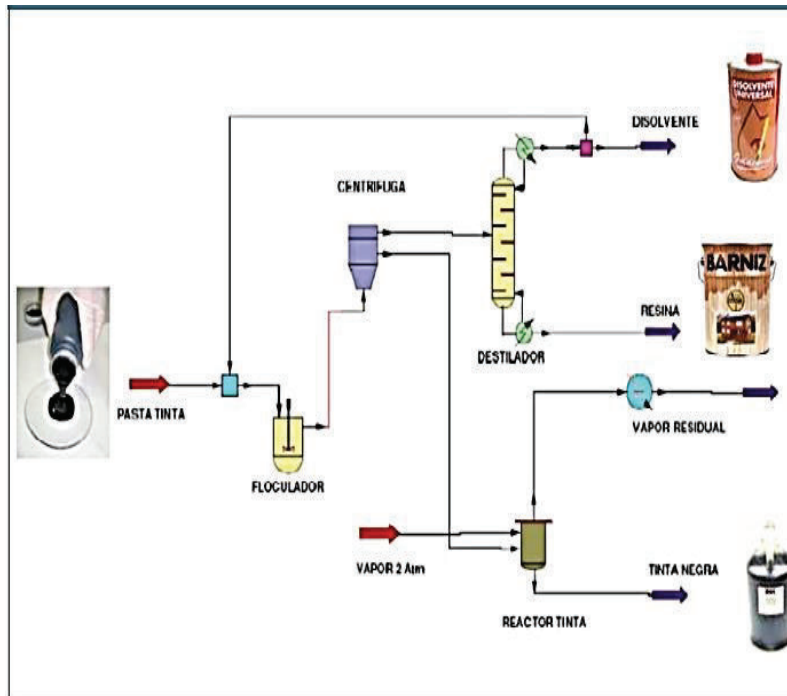 DISOLVENTE
DISOLVENTE
UNIVERSAL
CENTRIFUGA
BARNIZ
RESINA
DESTILADOR
PASTA TINTA
VAPOR RESIDUAL
FLOCULADOR
VAPOR 2 Atm
TINTA NEGRA
REACTOR TINTA